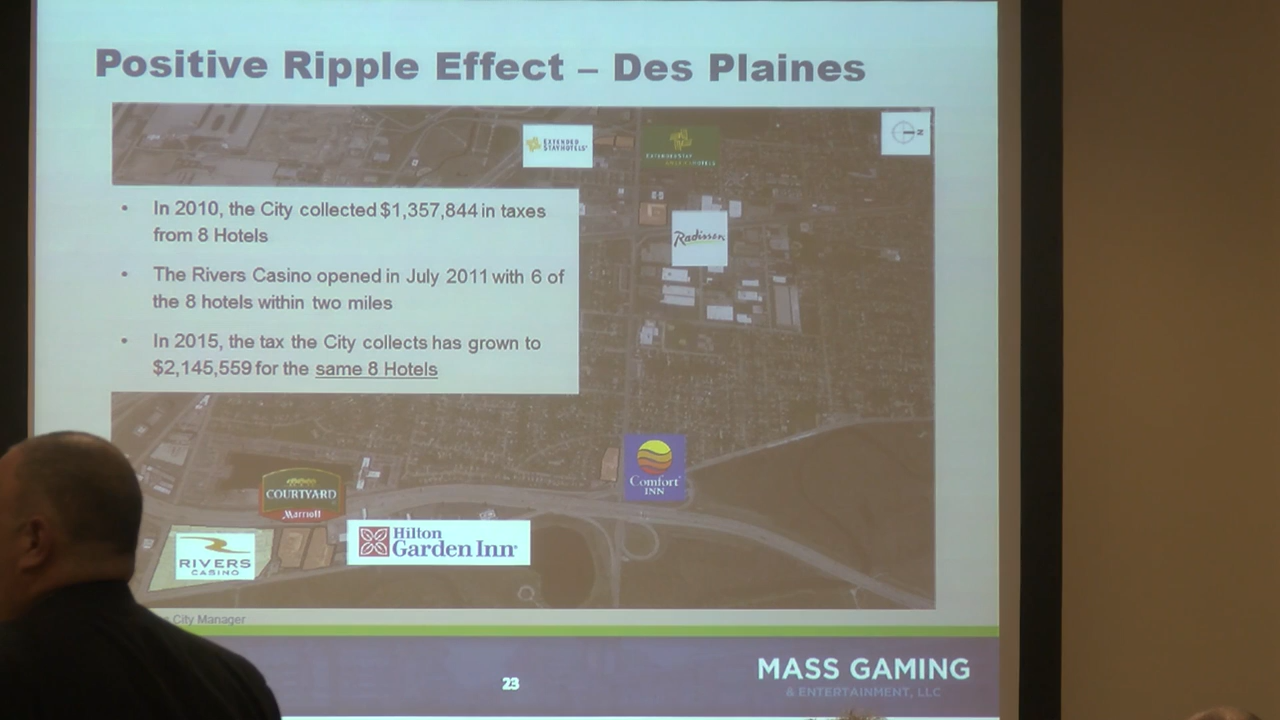 Positive Ripple Effect – Des Plaines
EXTENDED
STAYHOTELS
EXTENDED STAY
HOTELS
N
Radisson
• In 2010, the City collected $1,357,844 in taxes
from 8 Hotels
• The Rivers Casino opened in July 2011 with 6 of
the 8 hotels within two miles
• In 2015, the tax the City collects has grown to
$2,145,559 for the same 8 Hotels
Comfort
INN
COURTYARD
Marriott
Hilton
Garden Inn
RIVERS
CASINO
City Manager
23
MASS GAMING
& ENTERTAINMENT, LLC